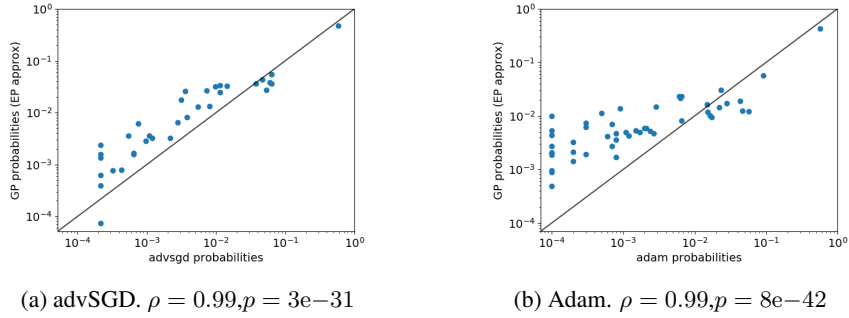 10⁰
10⁻¹
10⁻²
10⁻³
10⁻⁴
GP probabilities (EP approx)
10⁻⁴ 10⁻³ 10⁻² 10⁻¹ 10⁰
advsgd probabilities
(a) advSGD. ρ = 0.99,p = 3e−31
10⁰
10⁻¹
10⁻²
10⁻³
10⁻⁴
GP probabilities (EP approx)
10⁻⁴ 10⁻³ 10⁻² 10⁻¹ 10⁰
adam probabilities
(b) Adam. ρ = 0.99,p = 8e−42